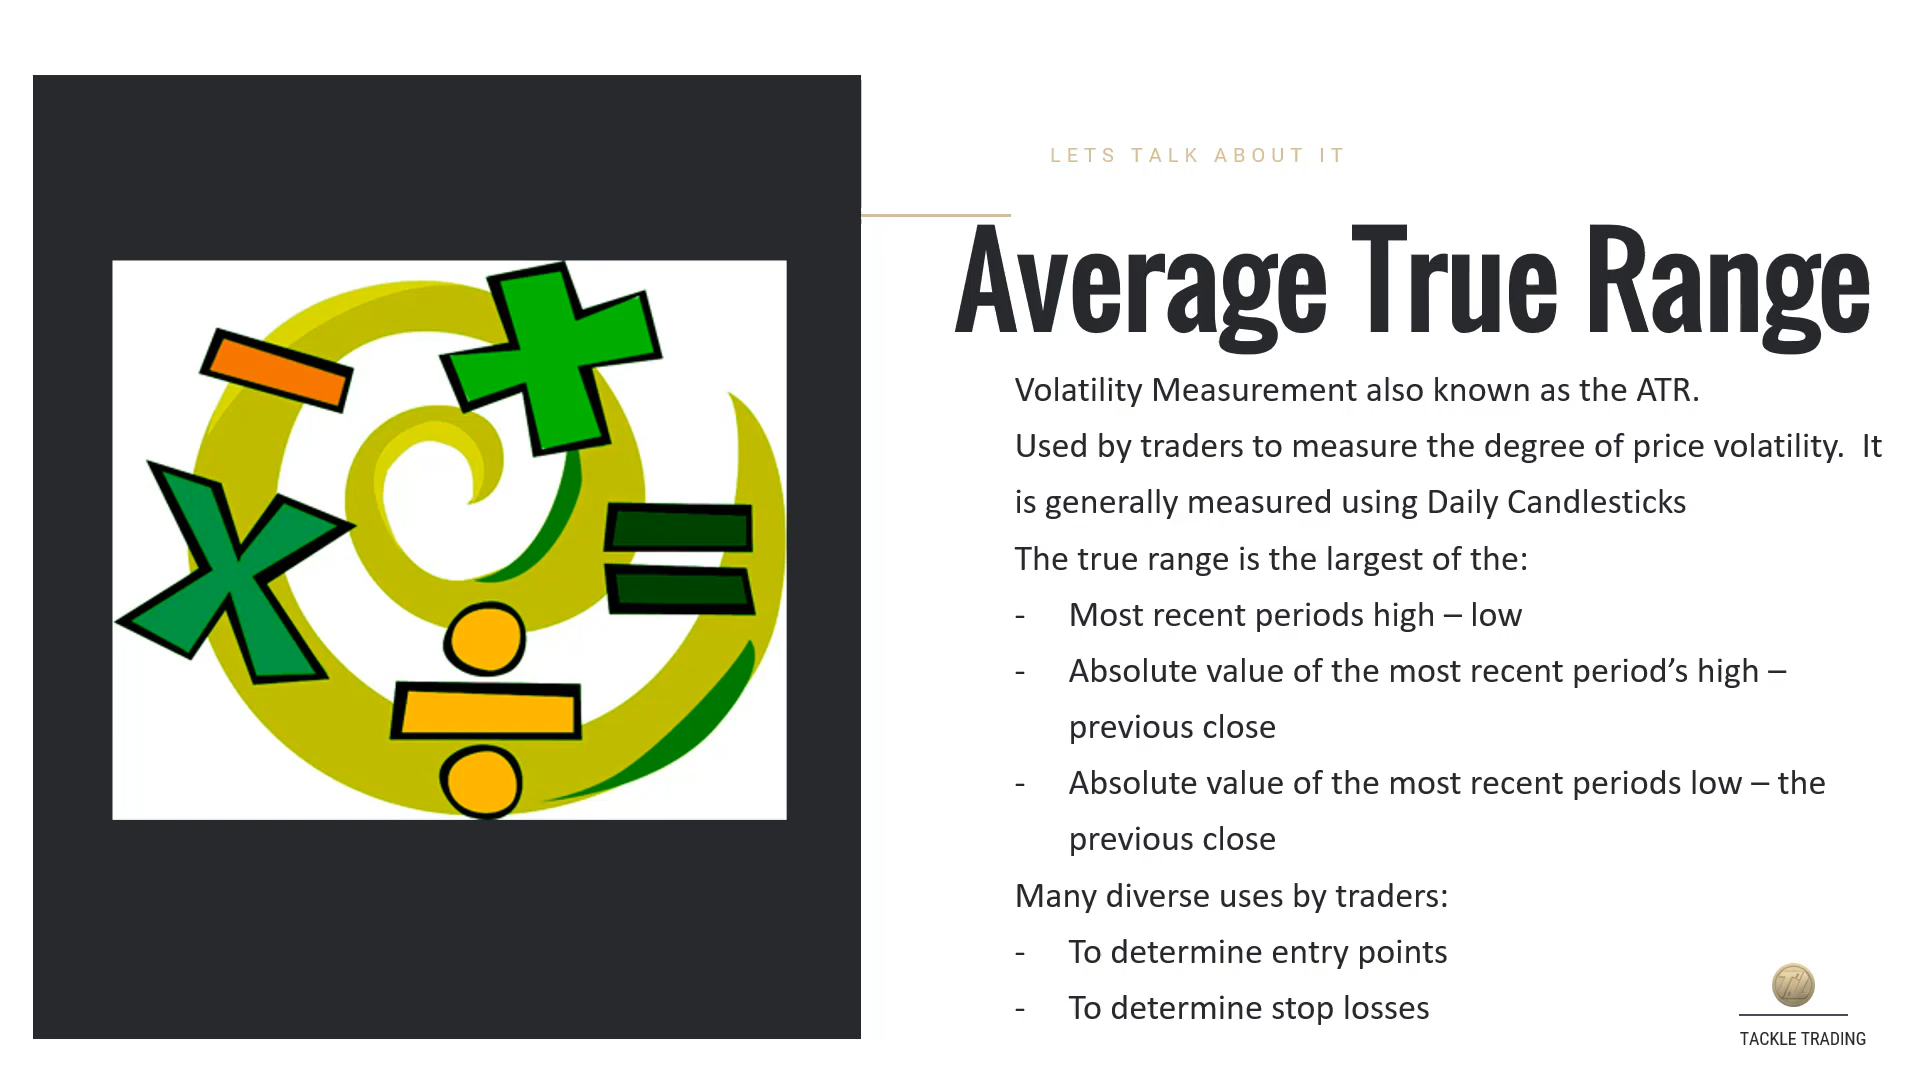 LETS TALK ABOUT IT
Average True Range
Volatility Measurement also known as the ATR.
Used by traders to measure the degree of price volatility.  It
is generally measured using Daily Candlesticks
The true range is the largest of the:
- Most recent periods high – low
- Absolute value of the most recent period’s high –
previous close
- Absolute value of the most recent periods low – the
previous close
Many diverse uses by traders:
- To determine entry points
- To determine stop losses
TACKLE TRADING